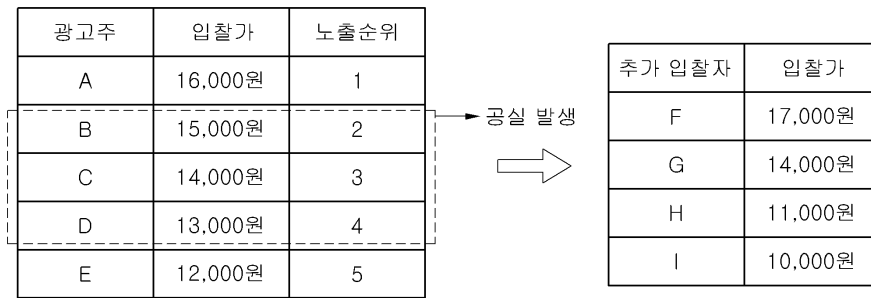 광고주 입찰가 노출순위
A 16,000원 1
B 15,000원 2
C 14,000원 3
D 13,000원 4
E 12,000원 5
공실 발생
추가 입찰자 입찰가
F 17,000원
G 14,000원
H 11,000원
I 10,000원